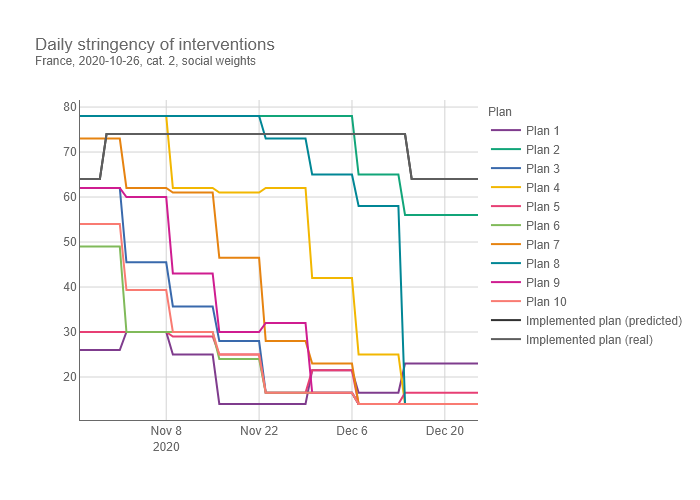 Daily stringency of interventions
France, 2020-10-26, cat. 2, social weights
80
70
60
50
40
30
20
Nov 8
2020
Nov 22
Dec 6
Dec 20
Plan
Plan 1
Plan 2
Plan 3
Plan 4
Plan 5
Plan 6
Plan 7
Plan 8
Plan 9
Plan 10
Implemented plan (predicted)
Implemented plan (real)